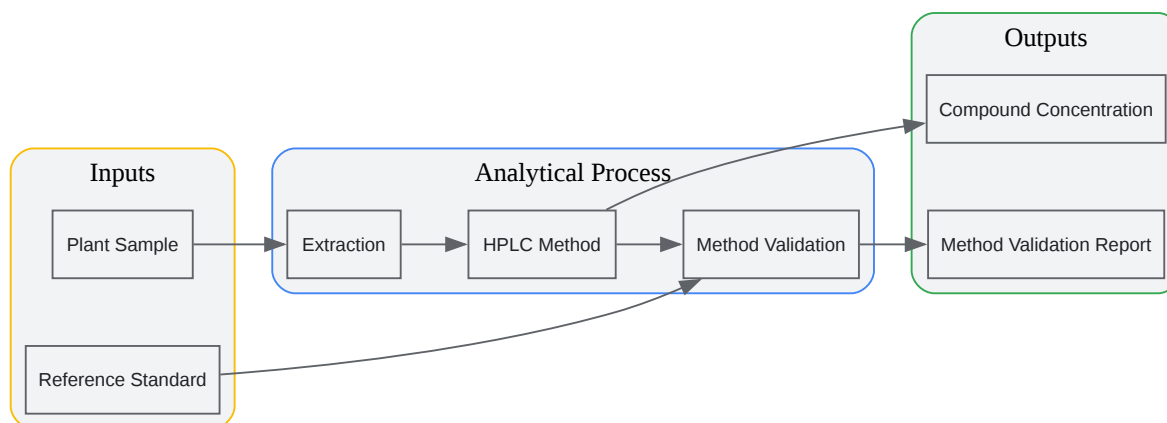 Outputs
Compound Concentration
Inputs
Analytical Process
Plant Sample
Extraction
HPLC Method
Method Validation
Method Validation Report
Reference Standard